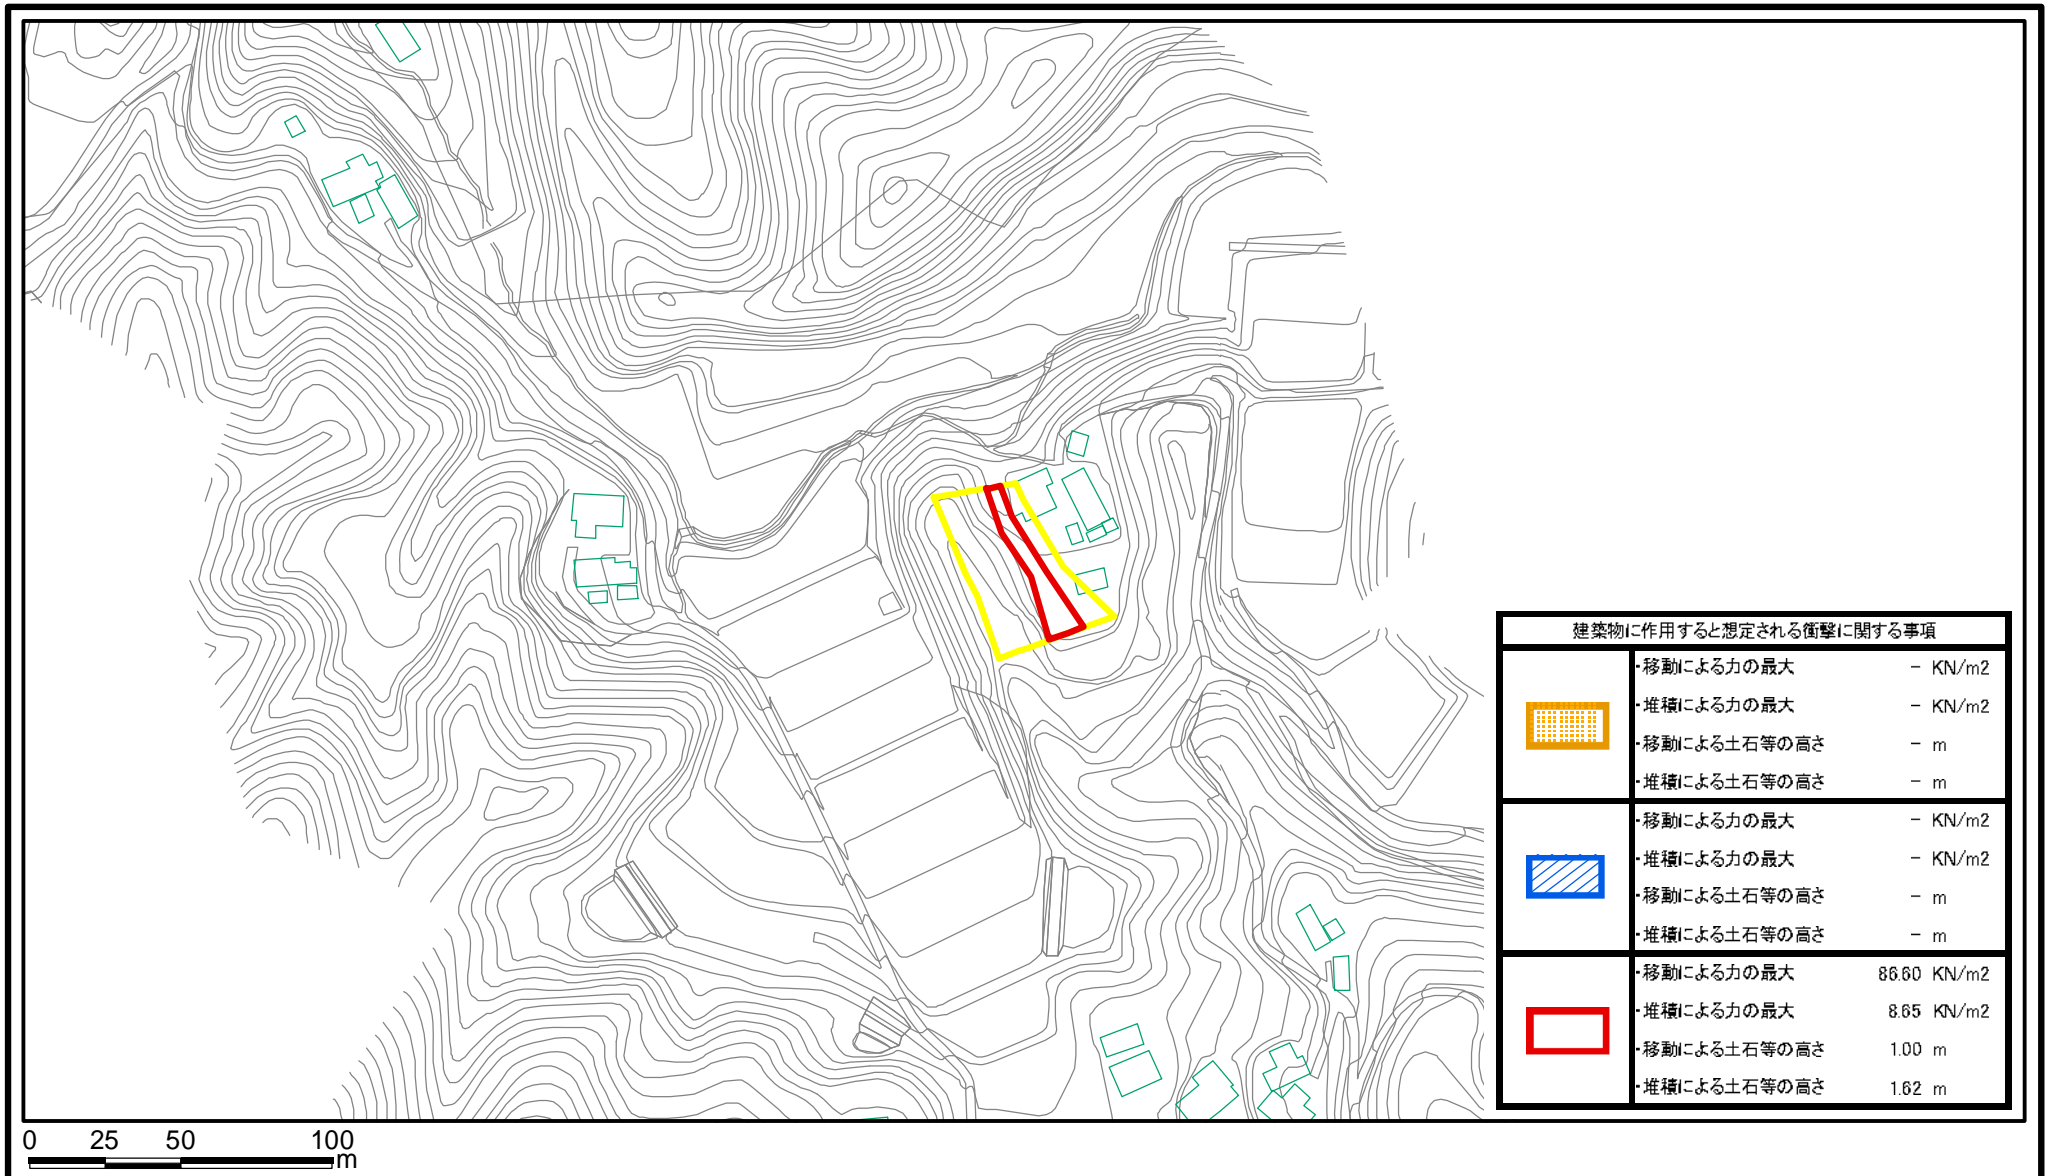 建築物に作用すると想定される衝撃に関する事項
・移動による力の最大 － KN/m2
・堆積による力の最大 － KN/m2
・移動による土石等の高さ － m
・堆積による土石等の高さ － m
・移動による力の最大 － KN/m2
・堆積による力の最大 － KN/m2
・移動による土石等の高さ － m
・堆積による土石等の高さ － m
・移動による力の最大 86.60 KN/m2
・堆積による力の最大 8.65 KN/m2
・移動による土石等の高さ 1.00 m
・堆積による土石等の高さ 1.62 m
0 25 50 100
m